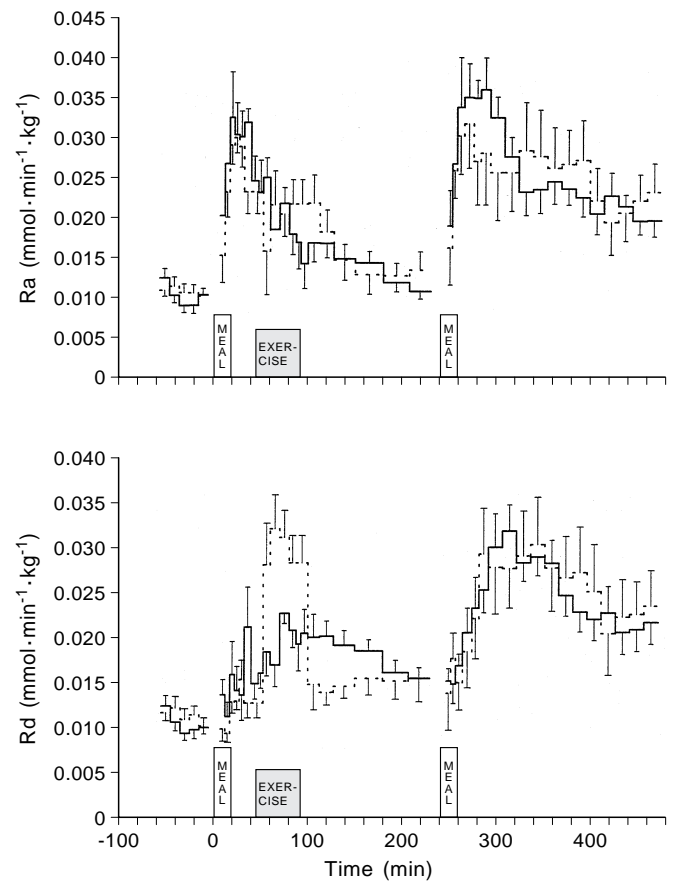 0.045
0.040
0.035
0.030
0.025
0.020
0.015
0.010
0.005
0
Ra (mmol·min⁻¹·kg⁻¹)
MEAL
EXER-
CISE
MEAL
0.040
0.035
0.030
0.025
0.020
0.015
0.010
0.005
0
Rd (mmol·min⁻¹·kg⁻¹)
MEAL
EXER-
CISE
MEAL
-100 0 100 200 300 400
Time (min)